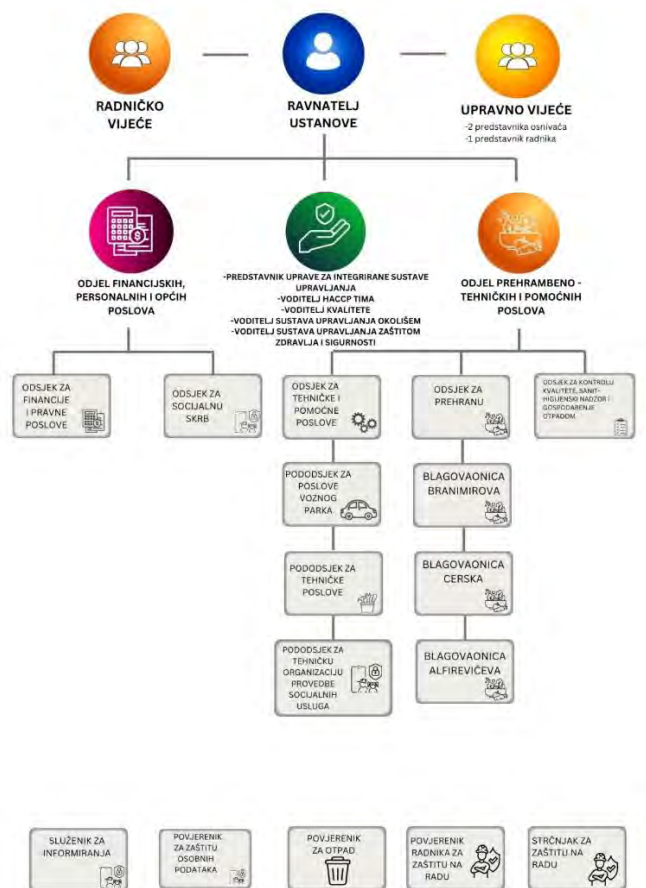 RADNIČKO
VIJEĆE
RAVNATELJ
USTANOVE
UPRAVNO VIJEĆE
-2 predstavnika osnivača
-1 predstavnik radnika
ODJEL FINANCIJSKIH,
PERSONALNIH I OPĆIH
POSLOVA
-PREDSTAVNIK UPRAVE ZA INTEGRIRANE SUSTAVE
UPRAVLJANJA
-VODITELJ HACCP TIMA
-VODITELJ KVALITETE
-VODITELJ SUSTAVA UPRAVLJANJA OKOLIŠEM
-VODITELJ SUSTAVA UPRAVLJANJA ZAŠTITOM
ZDRAVLJA I SIGURNOSTI
ODJEL PREHRAMBENO -
TEHNIČKIH I POMOĆNIH
POSLOVA
ODSJEK ZA
FINANCIJE
I PRAVNE
POSLOVE
ODSJEK ZA
SOCIJALNU
SKRB
ODSJEK ZA
TEHNIČKE I
POMOĆNE
POSLOVE
ODSJEK ZA
PREHRANU
ODSJEK ZA KONTROLU
KVALITETE, SANIT-
HIGIJENSKI NADZOR I
GOSPODARENJE
OTPADOM
PODODSJEK ZA
POSLOVE
VOZNOG
PARKA
BLAGOVAONICA
BRANIMIROVA
PODODSJEK ZA
TEHNIČKE
POSLOVE
BLAGOVAONICA
CERSKA
PODODSJEK ZA
TEHNIČKU
ORGANIZACIJU
PROVEDBE
SOCIJALNIH
USLUGA
BLAGOVAONICA
ALFIREVIĆEVA
SLUŽENIK ZA
INFORMIRANJA
POVJERENIK
ZA ZAŠTITU
OSOBNIH
PODATAKA
POVJERENIK
ZA OTPAD
POVJERENIK
RADNIKA ZA
ZAŠTITU NA
RADU
STRČNJAK ZA
ZAŠTITU NA
RADU